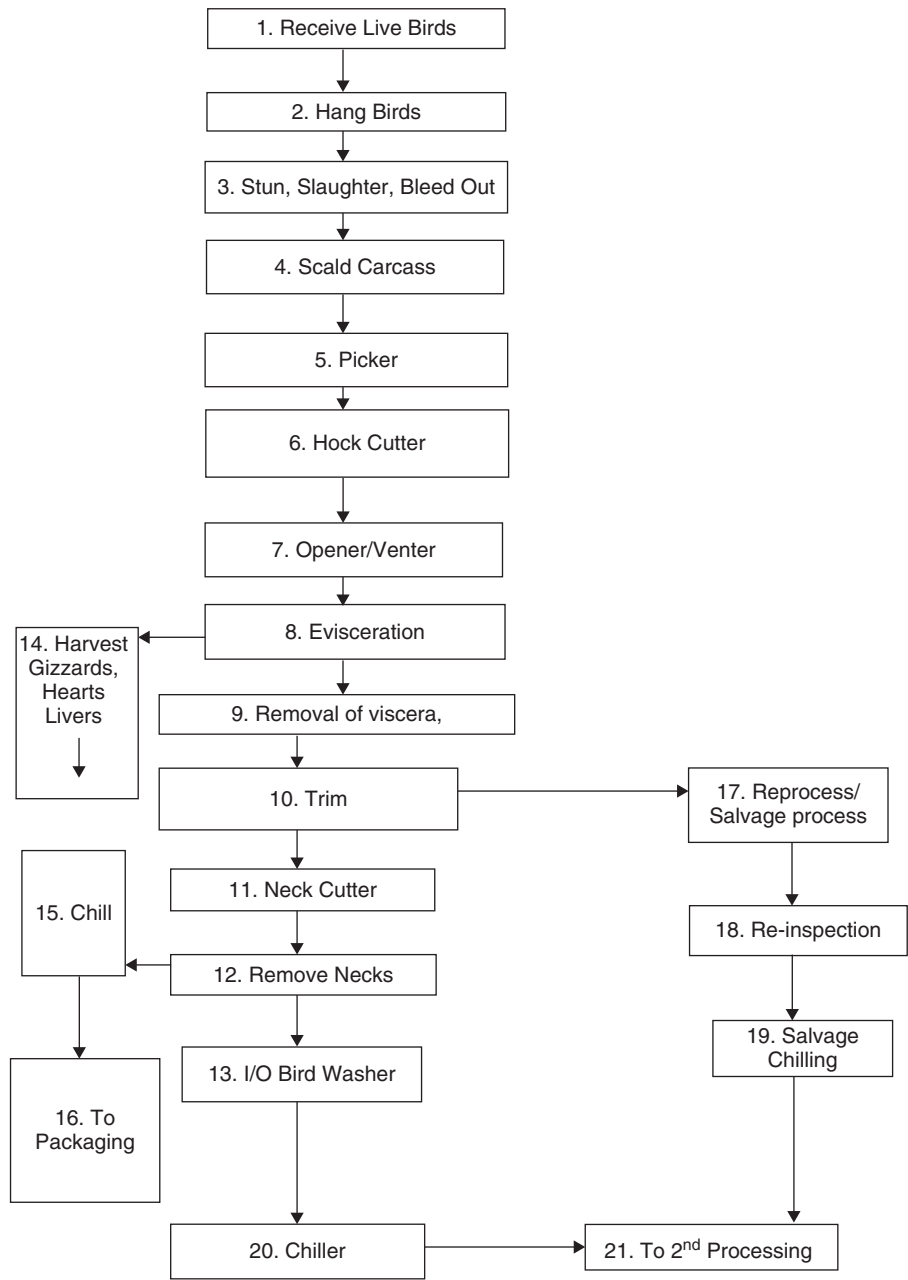 1. Receive Live Birds
2. Hang Birds
3. Stun, Slaughter, Bleed Out
4. Scald Carcass
5. Picker
6. Hock Cutter
7. Opener/Venter
8. Evisceration
14. Harvest
Gizzards,
Hearts
Livers
9. Removal of viscera,
10. Trim
17. Reprocess/
Salvage process
11. Neck Cutter
15. Chill
18. Re-inspection
12. Remove Necks
19. Salvage
Chilling
13. I/O Bird Washer
16. To
Packaging
20. Chiller
21. To 2nd Processing